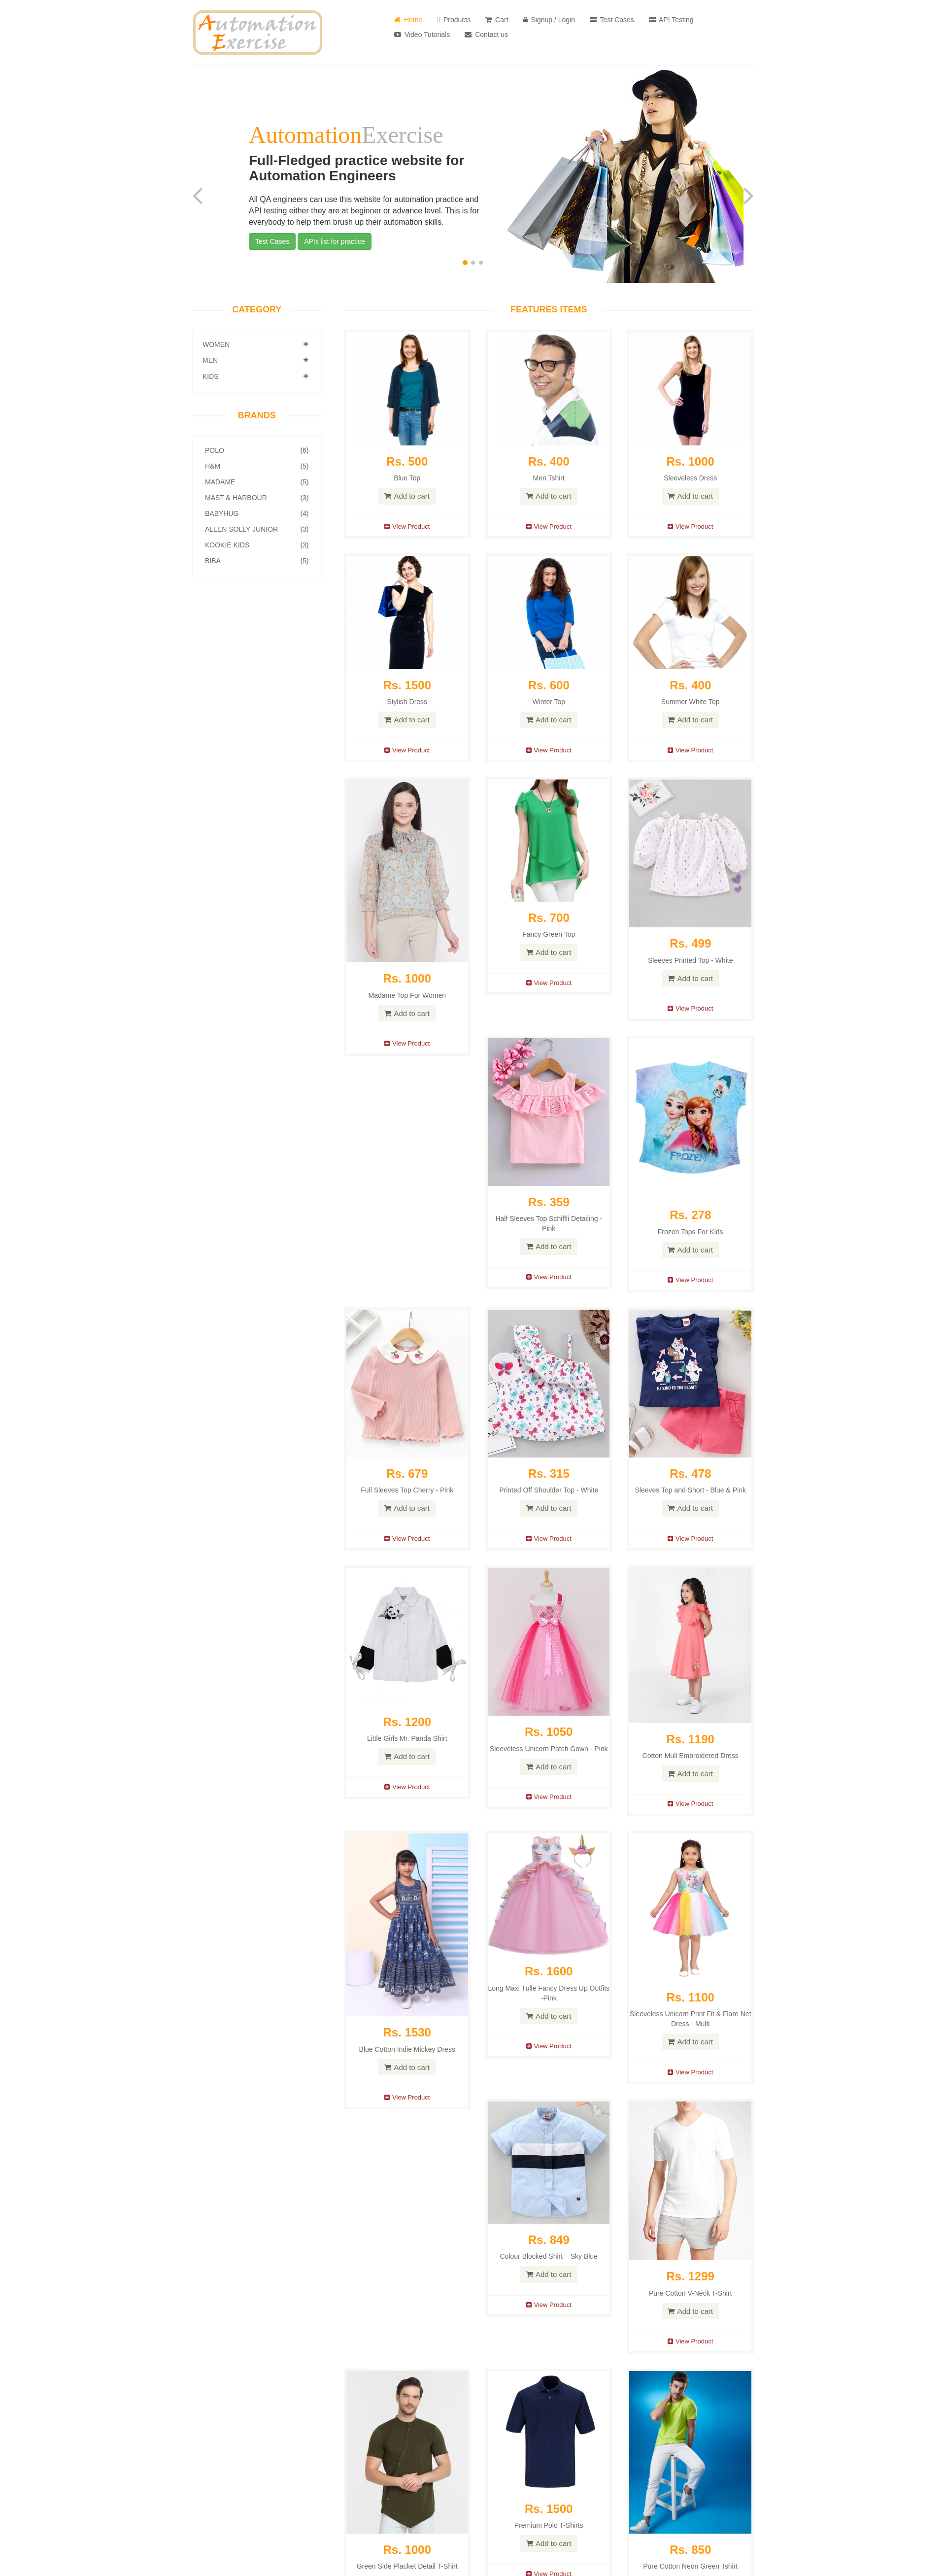 Automation
Exercise
Home
Products
Cart
Signup / Login
Test Cases
API Testing
Video Tutorials
Contact us
AutomationExercise
Full-Fledged practice website for
Automation Engineers
All QA engineers can use this website for automation practice and
API testing either they are at beginner or advance level. This is for
everybody to help them brush up their automation skills.
Test Cases
APIs list for practice
CATEGORY
WOMEN
MEN
KIDS
BRANDS
POLO (6)
H&M (5)
MADAME (5)
MAST & HARBOUR (3)
BABYHUG (4)
ALLEN SOLLY JUNIOR (3)
KOOKIE KIDS (3)
BIBA (5)
FEATURES ITEMS
Rs. 500
Blue Top
Add to cart
View Product
Rs. 400
Men Tshirt
Add to cart
View Product
Rs. 1000
Sleeveless Dress
Add to cart
View Product
Rs. 1500
Stylish Dress
Add to cart
View Product
Rs. 600
Winter Top
Add to cart
View Product
Rs. 400
Summer White Top
Add to cart
View Product
Rs. 1000
Madame Top For Women
Add to cart
View Product
Rs. 700
Fancy Green Top
Add to cart
View Product
Rs. 499
Sleeves Printed Top - White
Add to cart
View Product
Rs. 359
Half Sleeves Top Schiffli Detailing -
Pink
Add to cart
View Product
FROZEN
Rs. 278
Frozen Tops For Kids
Add to cart
View Product
Rs. 679
Full Sleeves Top Cherry - Pink
Add to cart
View Product
Rs. 315
Printed Off Shoulder Top - White
Add to cart
View Product
BE KIND TO THE PLANET
Rs. 478
Sleeves Top and Short - Blue & Pink
Add to cart
View Product
Rs. 1200
Little Girls Mr. Panda Shirt
Add to cart
View Product
Rs. 1050
Sleeveless Unicorn Patch Gown - Pink
Add to cart
View Product
Rs. 1190
Cotton Mull Embroidered Dress
Add to cart
View Product
Rs. 1530
Blue Cotton Indie Mickey Dress
Add to cart
View Product
Rs. 1600
Long Maxi Tulle Fancy Dress Up Outfits
-Pink
Add to cart
View Product
Rs. 1100
Sleeveless Unicorn Print Fit & Flare Net
Dress - Multi
Add to cart
View Product
Rs. 849
Colour Blocked Shirt – Sky Blue
Add to cart
View Product
Rs. 1299
Pure Cotton V-Neck T-Shirt
Add to cart
View Product
Rs. 1000
Green Side Placket Detail T-Shirt
Rs. 1500
Premium Polo T-Shirts
Add to cart
View Product
Rs. 850
Pure Cotton Neon Green Tshirt